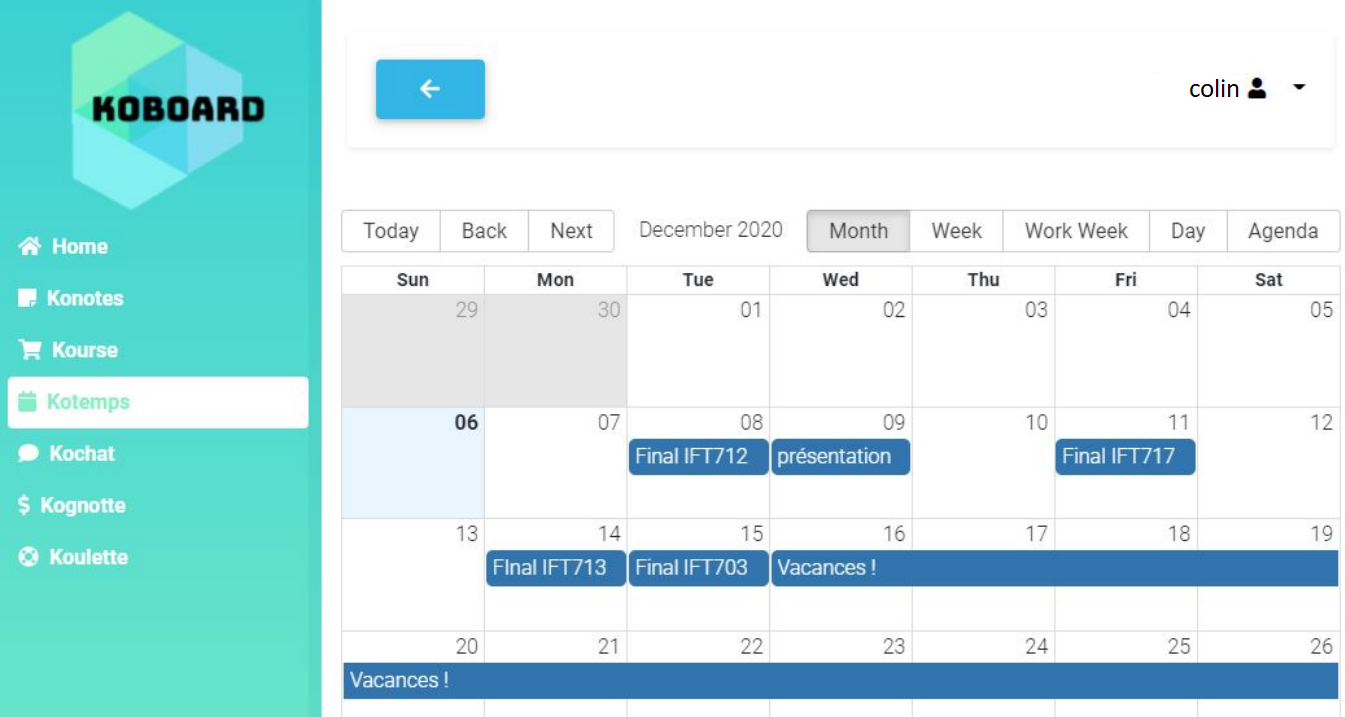 KOBOARD
Home
Konotes
Kourse
Kotemps
Kochat
$ Kognotte
Koulette
colin
Today Back Next December 2020 Month Week Work Week Day Agenda
Sun Mon Tue Wed Thu Fri Sat
29 30 01 02 03 04 05
06 07 08 09 10 11 12
Final IFT712 présentation Final IFT717
13 14 15 16 17 18 19
FInal IFT713 Final IFT703 Vacances !
20 21 22 23 24 25 26
Vacances !